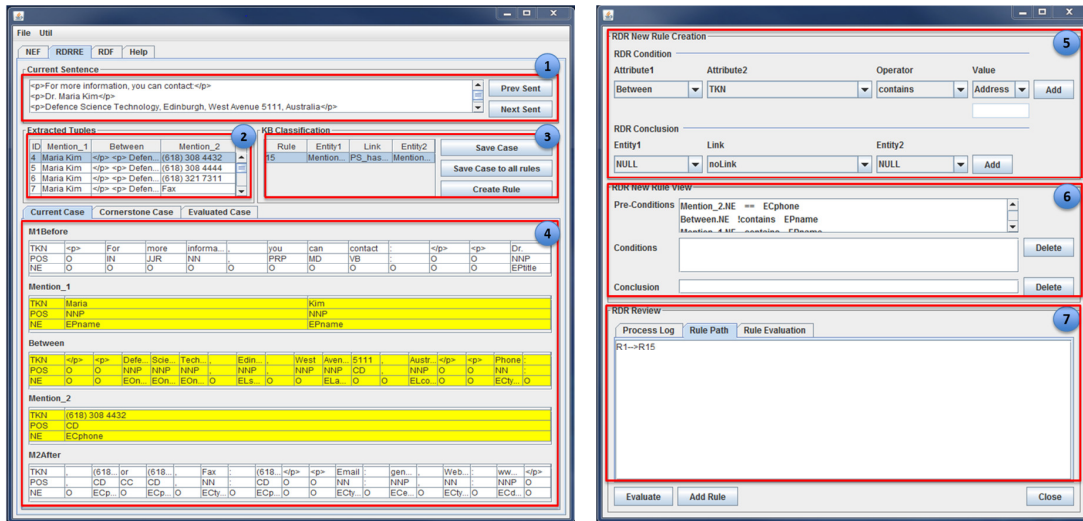 File Util
NEF RDRRE RDF Help
Current Sentence
1
<p>For more information, you can contact:</p>
<p>Dr. Maria Kim</p>
<p>Defence Science Technology, Edinburgh, West Avenue 5111, Australia</p>
Prev Sent
Next Sent
Extracted Tuples
2
ID Mention_1 Between Mention_2
4 Maria Kim </p> <p> Defen... (618) 308 4432
5 Maria Kim </p> <p> Defen... (618) 308 4444
6 Maria Kim </p> <p> Defen... (618) 321 7311
7 Maria Kim </p> <p> Defen... Fax
KB Classification
3
Rule Entity1 Link Entity2
15 Mention... PS_has... Mention...
Save Case
Save Case to all rules
Create Rule
Current Case Cornerstone Case Evaluated Case
4
M1Before
TKN <p> For more informa... , you can contact : </p> <p> Dr.
POS O IN JJR NN , PRP MD VB : O O NNP
NE O O O O O O O O O O O EPtitle
Mention_1
TKN Maria Kim
POS NNP NNP
NE EPname EPname
Between
TKN </p> <p> Defe... Scie... Tech... , Edin... , West Aven... 5111 , Austr... </p> <p> Phone :
POS O O NNP NNP NNP , NNP , NNP NNP CD , NNP O O NN :
NE O O EOn... EOn... EOn... O ELs... O O ELa... O O ELco... O O ECty... O
Mention_2
TKN (618) 308 4432
POS CD
NE ECphone
M2After
TKN , (618... or (618... , Fax : (618... </p> <p> Email : gen... , Web... : ww... </p>
POS , CD CC CD , NN : CD O O NN : NNP , NN : NNP O
NE O ECp... O ECp... O ECty... O ECp... O O ECty... O ECe... O ECty... O ECd... O
RDR New Rule Creation
5
RDR Condition
Attribute1 Attribute2 Operator Value
Between TKN contains Address Add
RDR Conclusion
Entity1 Link Entity2
NULL noLink NULL Add
RDR New Rule View
6
Pre-Conditions
Mention_2.NE == ECphone
Between.NE !contains EPname
Mention_1.NE contains EPname
Conditions
Delete
Conclusion
Delete
RDR Review
7
Process Log Rule Path Rule Evaluation
R1-->R15
Evaluate Add Rule Close